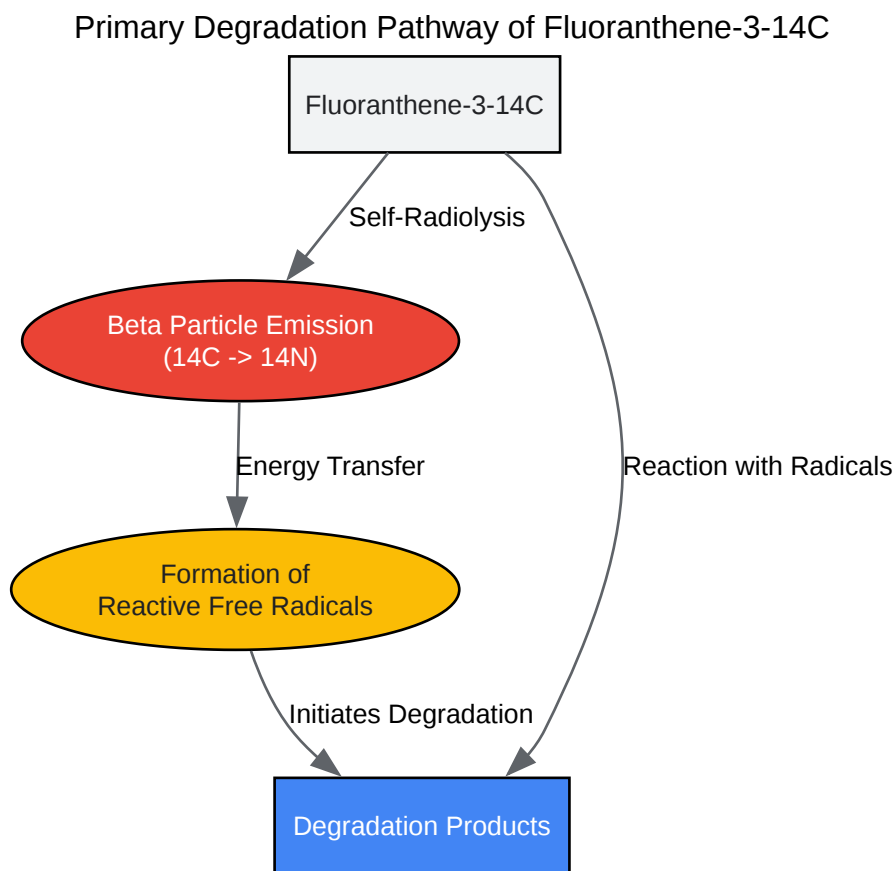 Primary Degradation Pathway of Fluoranthene-3-14C
Fluoranthene-3-14C
Self-Radiolysis
Beta Particle Emission
(14C -> 14N)
Energy Transfer
Reaction with Radicals
Formation of
Reactive Free Radicals
Initiates Degradation
Degradation Products